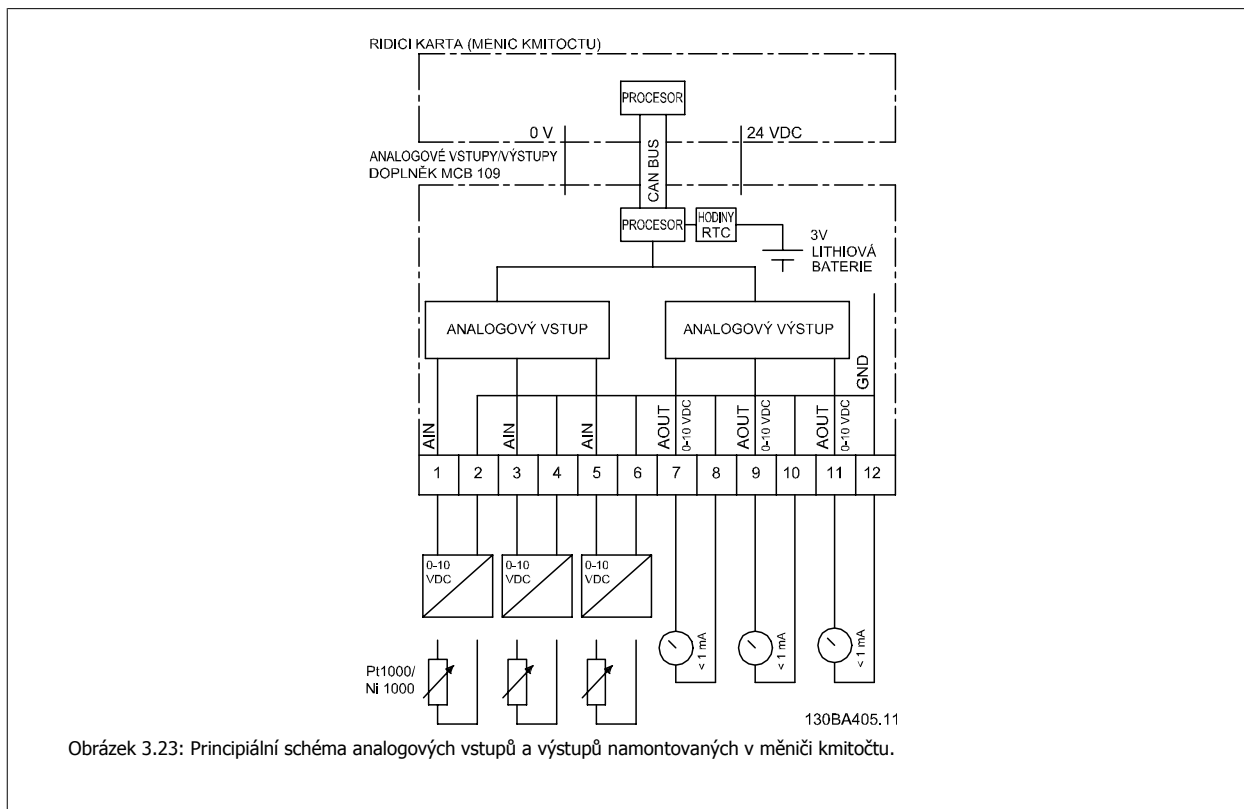 RIDICI KARTA (MENIC KMITOCTU)
PROCESOR
0 V
24 VDC
CAN BUS
ANALOGOVÉ VSTUPY/VÝSTUPY
DOPLNĚK MCB 109
PROCESOR
HODINY
RTC
3V
LITHIOVÁ
BATERIE
ANALOGOVÝ VSTUP
ANALOGOVÝ VÝSTUP
GND
AIN
AIN
AIN
AOUT
0-10 VDC
AOUT
0-10 VDC
AOUT
0-10 VDC
1 2 3 4 5 6 7 8 9 10 11 12
0-10
VDC
0-10
VDC
0-10
VDC
< 1 mA
< 1 mA
< 1 mA
Pt1000/
Ni 1000
130BA405.11
Obrázek 3.23: Principiální schéma analogových vstupů a výstupů namontovaných v měniči kmitočtu.